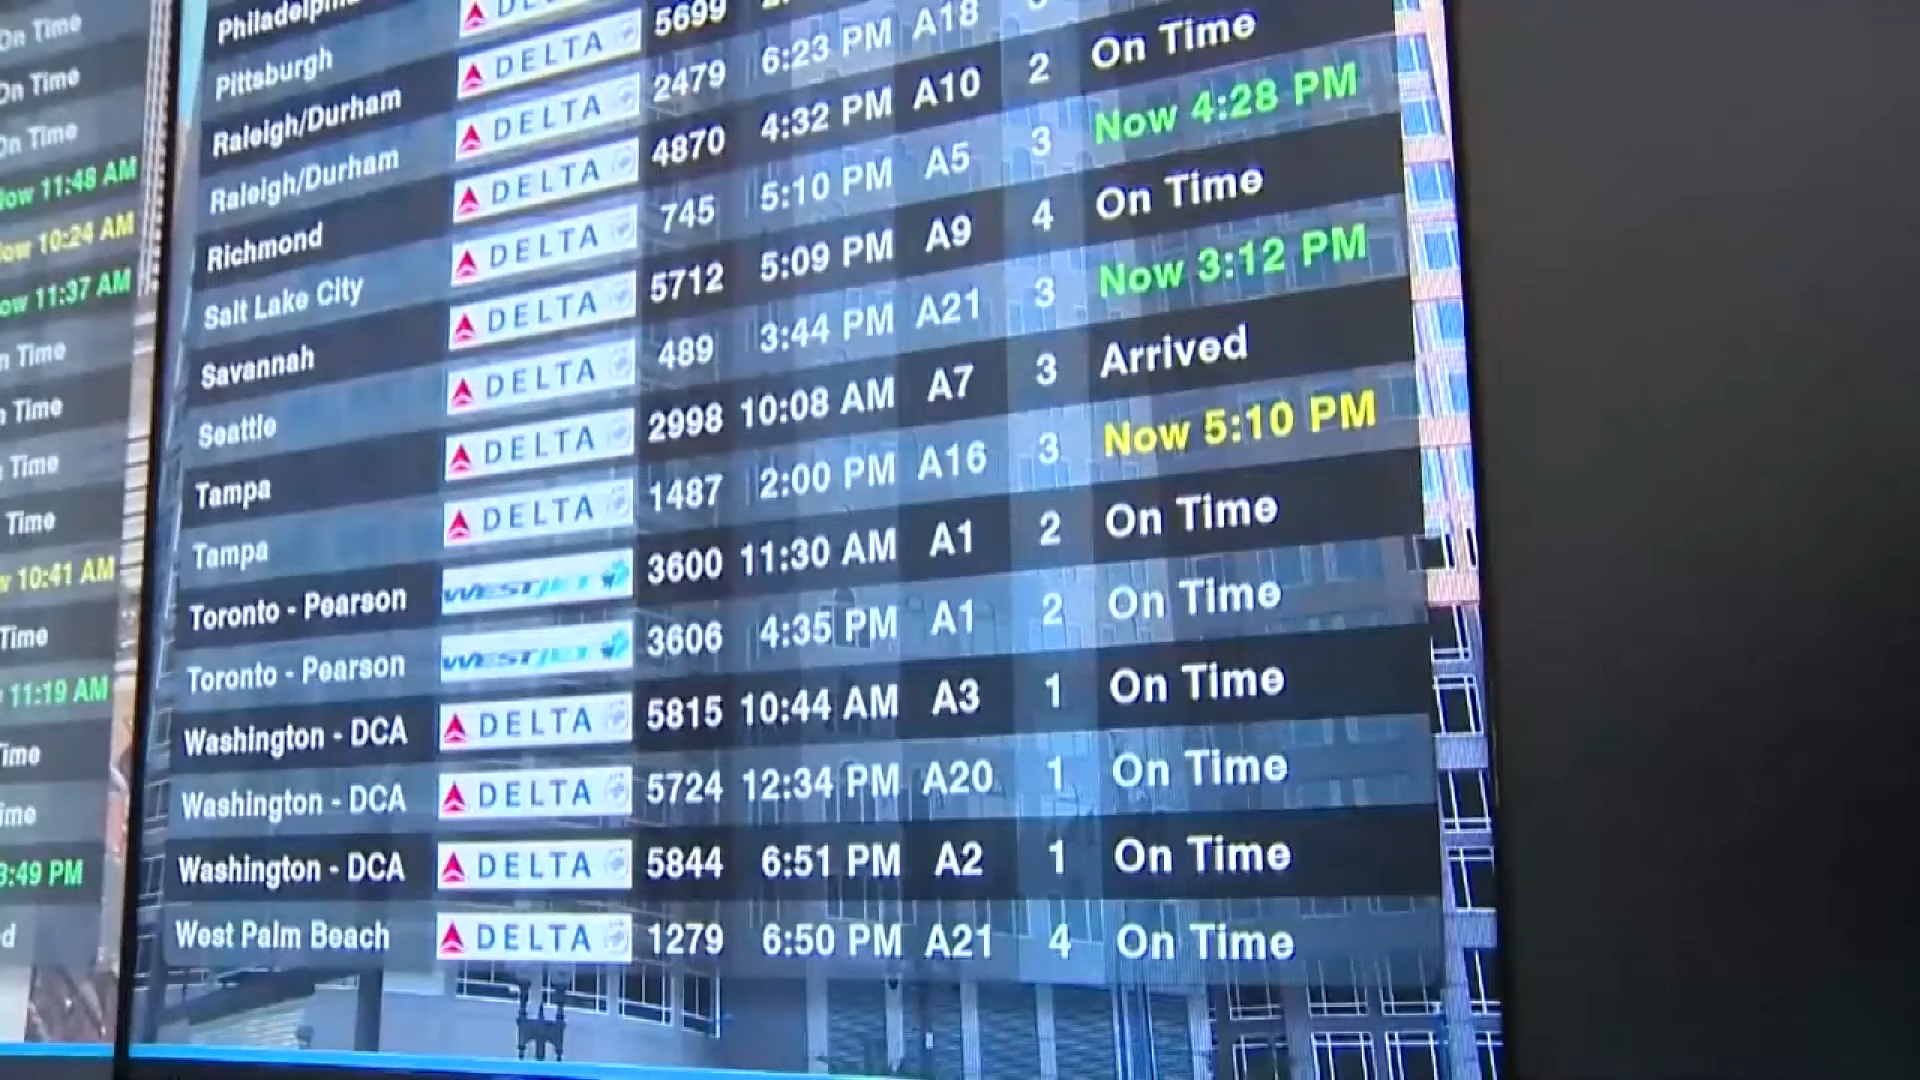 On Time
On Time
On Time
ow 11:48 AM
ow 10:24 AM
ow 11:37 AM
n Time
Time
Time
Time
w 10:41 AM
Time
11:19 AM
ime
ime
3:49 PM
d
Philadelphi
Pittsburgh DELTA
Raleigh/Durham DELTA 5699
Raleigh/Durham DELTA 2479 6:23 PM A18
Richmond DELTA 4870 4:32 PM A10 2 On Time
Salt Lake City DELTA 745 5:10 PM A5 3 Now 4:28 PM
Savannah DELTA 5712 5:09 PM A9 4 On Time
Seattle DELTA 489 3:44 PM A21 3 Now 3:12 PM
Tampa DELTA 2998 10:08 AM A7 3 Arrived
Tampa DELTA 1487 2:00 PM A16 3 Now 5:10 PM
Toronto - Pearson WESTJET 3600 11:30 AM A1 2 On Time
Toronto - Pearson WESTJET 3606 4:35 PM A1 2 On Time
Washington - DCA DELTA 5815 10:44 AM A3 1 On Time
Washington - DCA DELTA 5724 12:34 PM A20 1 On Time
Washington - DCA DELTA 5844 6:51 PM A2 1 On Time
West Palm Beach DELTA 1279 6:50 PM A21 4 On Time